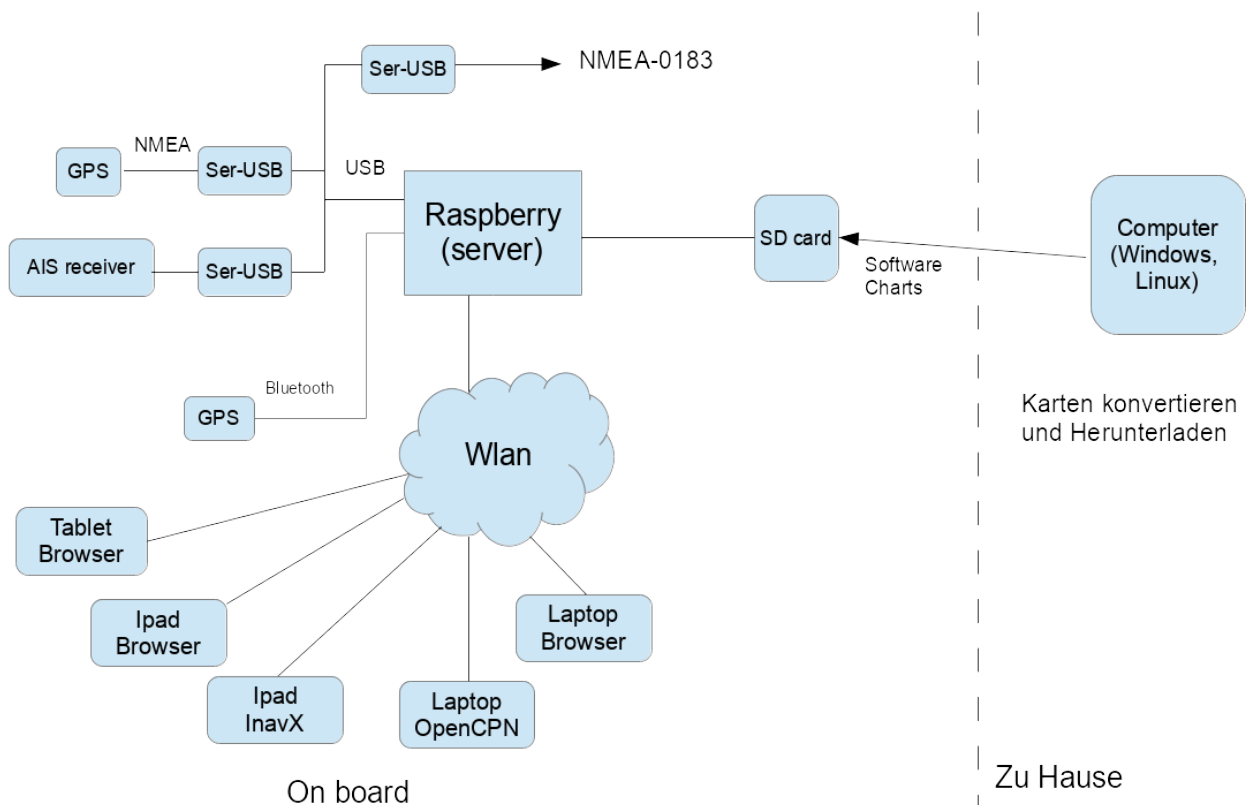 Ser-USB
NMEA-0183
NMEA
GPS
Ser-USB
USB
Raspberry
(server)
AIS receiver
Ser-USB
SD card
Software
Charts
Computer
(Windows,
Linux)
Bluetooth
GPS
Karten konvertieren
und Herunterladen
Wlan
Tablet
Browser
Ipad
Browser
Ipad
InavX
Laptop
OpenCPN
Laptop
Browser
On board
Zu Hause